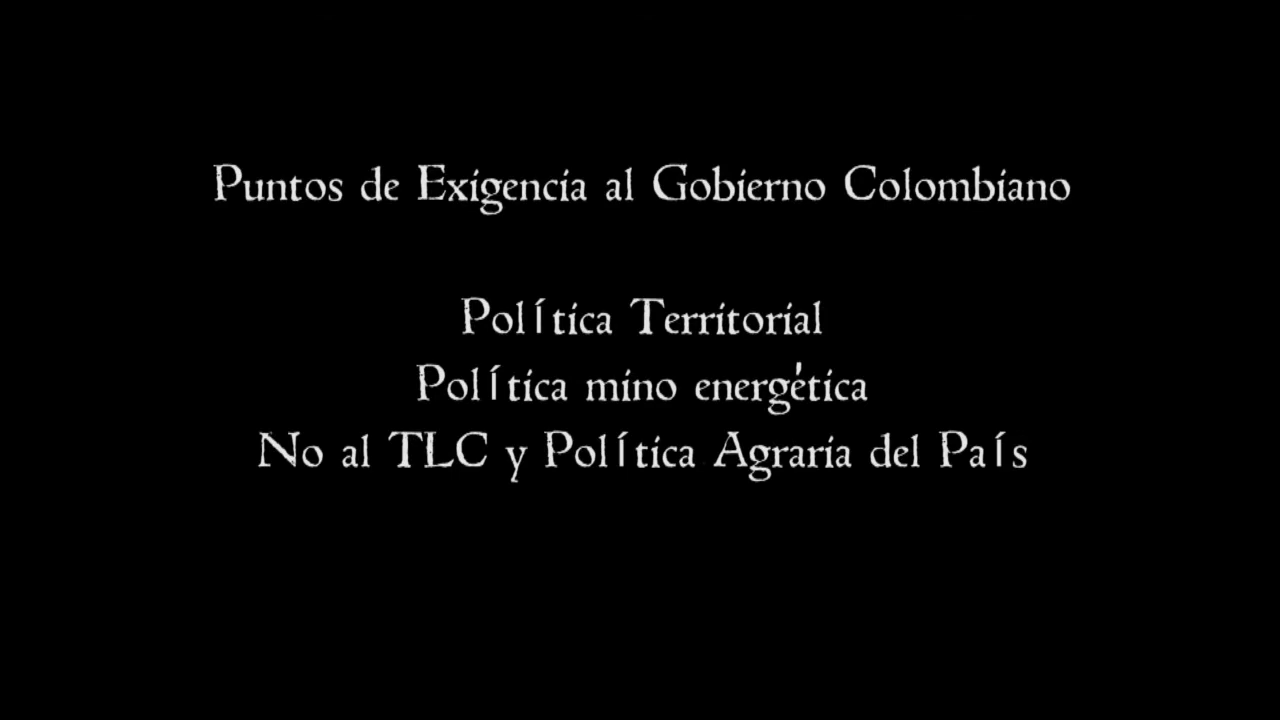 Puntos de Exigencia al Gobierno Colombiano
Política Territorial
Política mino energética
No al TLC y Política Agraria del País